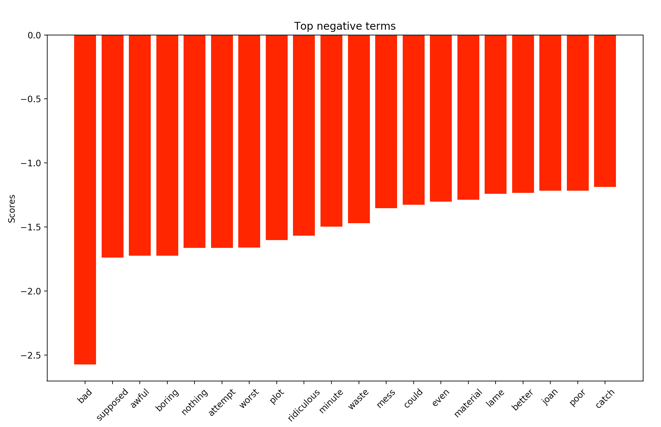 Top negative terms
Scores
0.0
−0.5
−1.0
−1.5
−2.0
−2.5
bad
supposed
awful
boring
nothing
attempt
worst
plot
ridiculous
minute
waste
mess
could
even
material
lame
better
joan
poor
catch